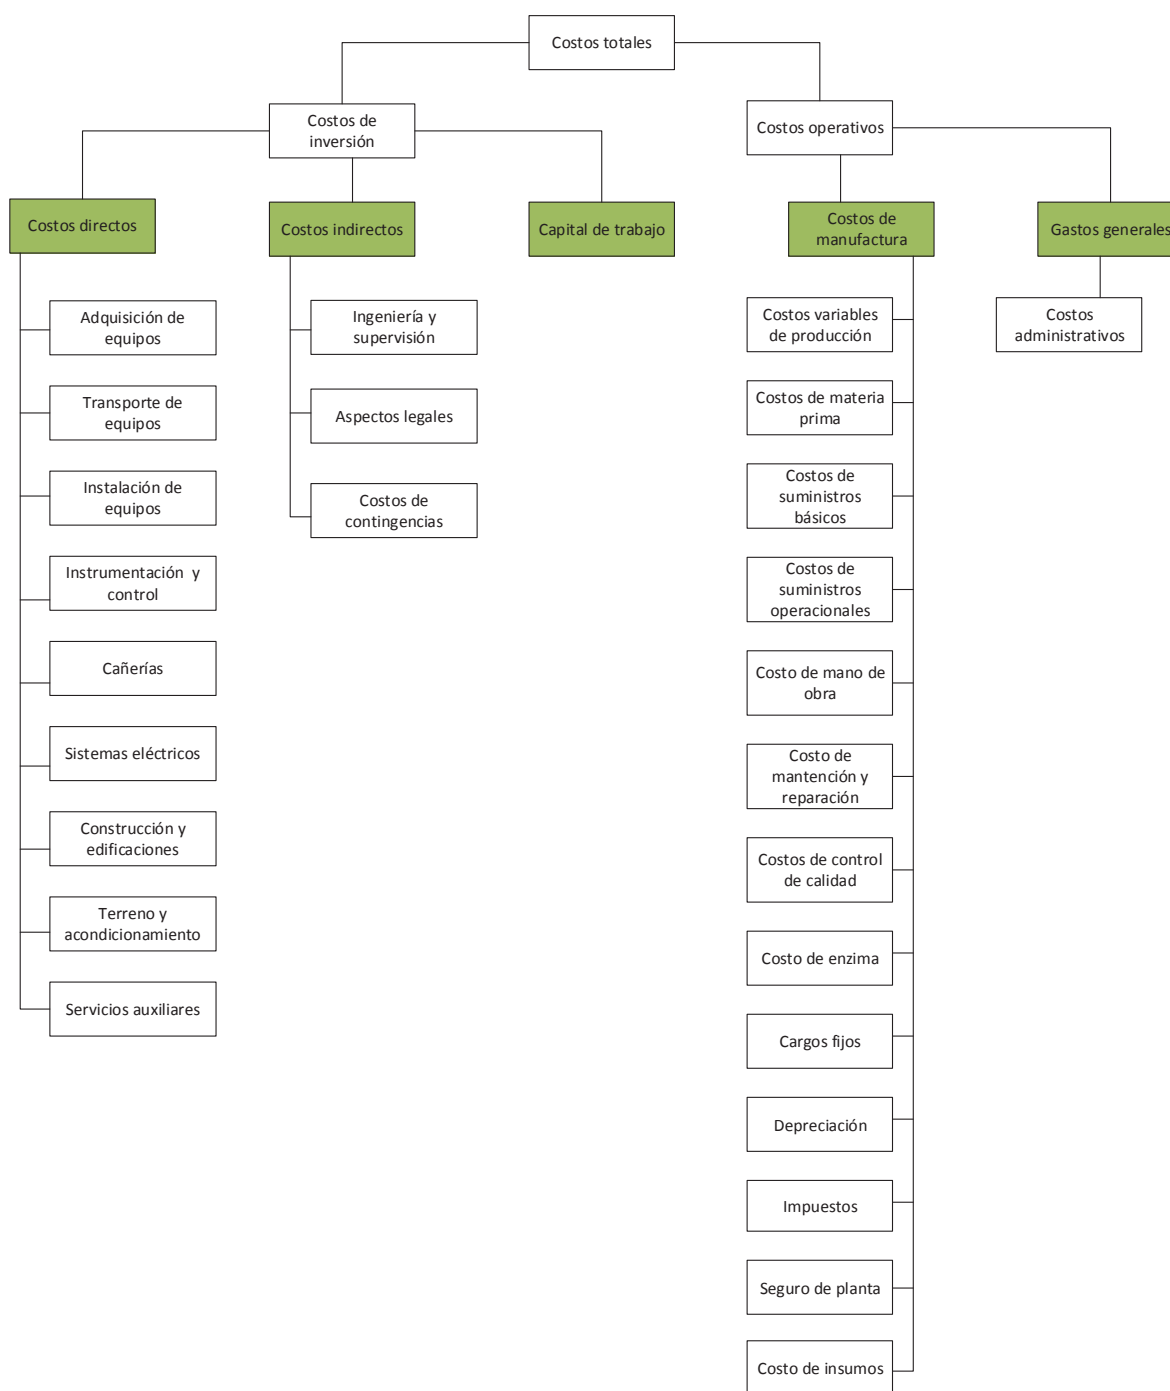 Costos totales
Costos de
inversión
Costos operativos
Costos directos
Costos indirectos
Capital de trabajo
Costos de
manufactura
Gastos generales
Adquisición de
equipos
Transporte de
equipos
Instalación de
equipos
Instrumentación y
control
Cañerías
Sistemas eléctricos
Construcción y
edificaciones
Terreno y
acondicionamiento
Servicios auxiliares
Ingeniería y
supervisión
Aspectos legales
Costos de
contingencias
Costos variables
de producción
Costos de materia
prima
Costos de
suministros
básicos
Costos de
suministros
operacionales
Costo de mano de
obra
Costo de
mantención y
reparación
Costos de control
de calidad
Costo de enzima
Cargos fijos
Depreciación
Impuestos
Seguro de planta
Costo de insumos
Costos
administrativos